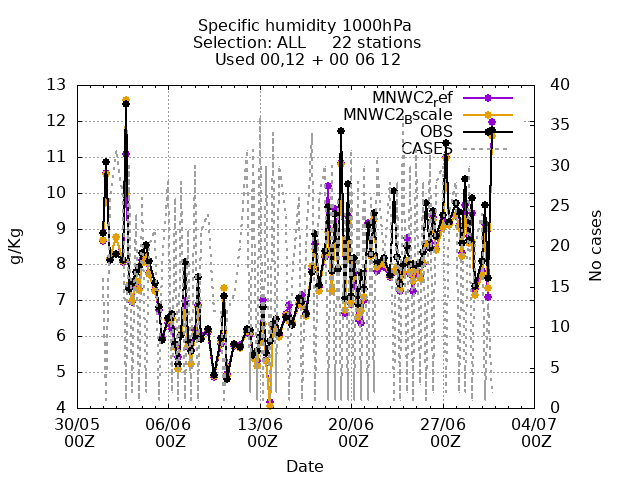 Specific humidity 1000hPa
Selection: ALL 22 stations
Used 00,12 + 00 06 12
MNWC2ref
MNWC2Bscale
OBS
CASES
g/Kg
13
12
11
10
9
8
7
6
5
4
No cases
40
35
30
25
20
15
10
5
0
30/05 06/06 13/06 20/06 27/06 04/07
00Z 00Z 00Z 00Z 00Z 00Z
Date